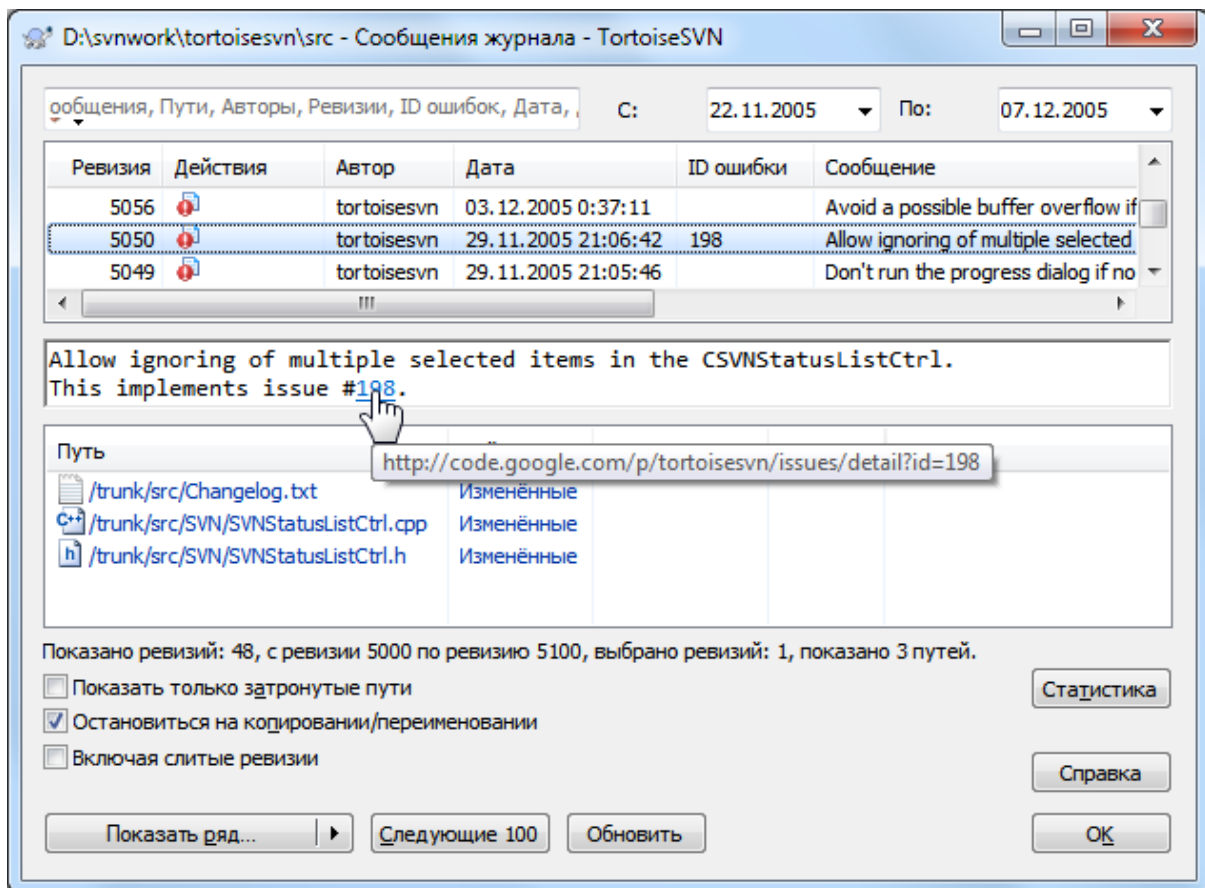 D:\svnwork\tortoisesvn\src - Сообщения журнала - TortoiseSVN
ообщения, Пути, Авторы, Ревизии, ID ошибок, Дата, С: 22.11.2005 По: 07.12.2005
Ревизия Действия Автор Дата ID ошибки Сообщение
5056 tortoisesvn 03.12.2005 0:37:11 Avoid a possible buffer overflow if
5050 tortoisesvn 29.11.2005 21:06:42 198 Allow ignoring of multiple selected
5049 tortoisesvn 29.11.2005 21:05:46 Don't run the progress dialog if no
Allow ignoring of multiple selected items in the CSVNStatusListCtrl.
This implements issue #198.
Путь
http://code.google.com/p/tortoisesvn/issues/detail?id=198
/trunk/src/Changelog.txt Изменённые
/trunk/src/SVN/SVNStatusListCtrl.cpp Изменённые
/trunk/src/SVN/SVNStatusListCtrl.h Изменённые
Показано ревизий: 48, с ревизии 5000 по ревизию 5100, выбрано ревизий: 1, показано 3 путей.
Показать только затронутые пути
Статистика
Остановиться на копировании/переименовании
Включая слитые ревизии
Справка
Показать ряд... Следующие 100 Обновить OK